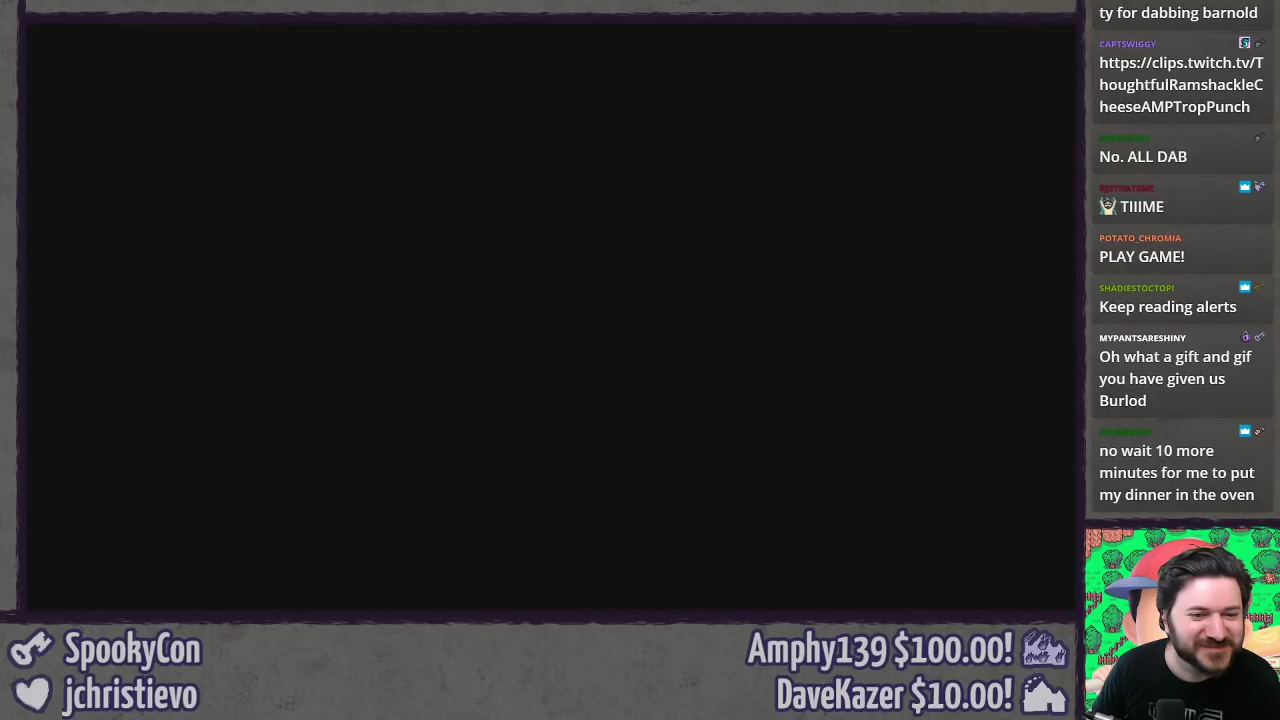 ty for dabbing barnold
CAPTSWIGGY
https://clips.twitch.tv/T
houghtfulRamshackleC
heeseAMPTropPunch
No. ALL DAB
TIIIME
POTATO_CHROMIA
PLAY GAME!
SHADIESTOCTOPI
Keep reading alerts
MYPANTSARESHINY
Oh what a gift and gif
you have given us
Burlod
no wait 10 more
minutes for me to put
my dinner in the oven
SpookyCon
jchristievo
Amphy139 $100.00!
DaveKazer $10.00!